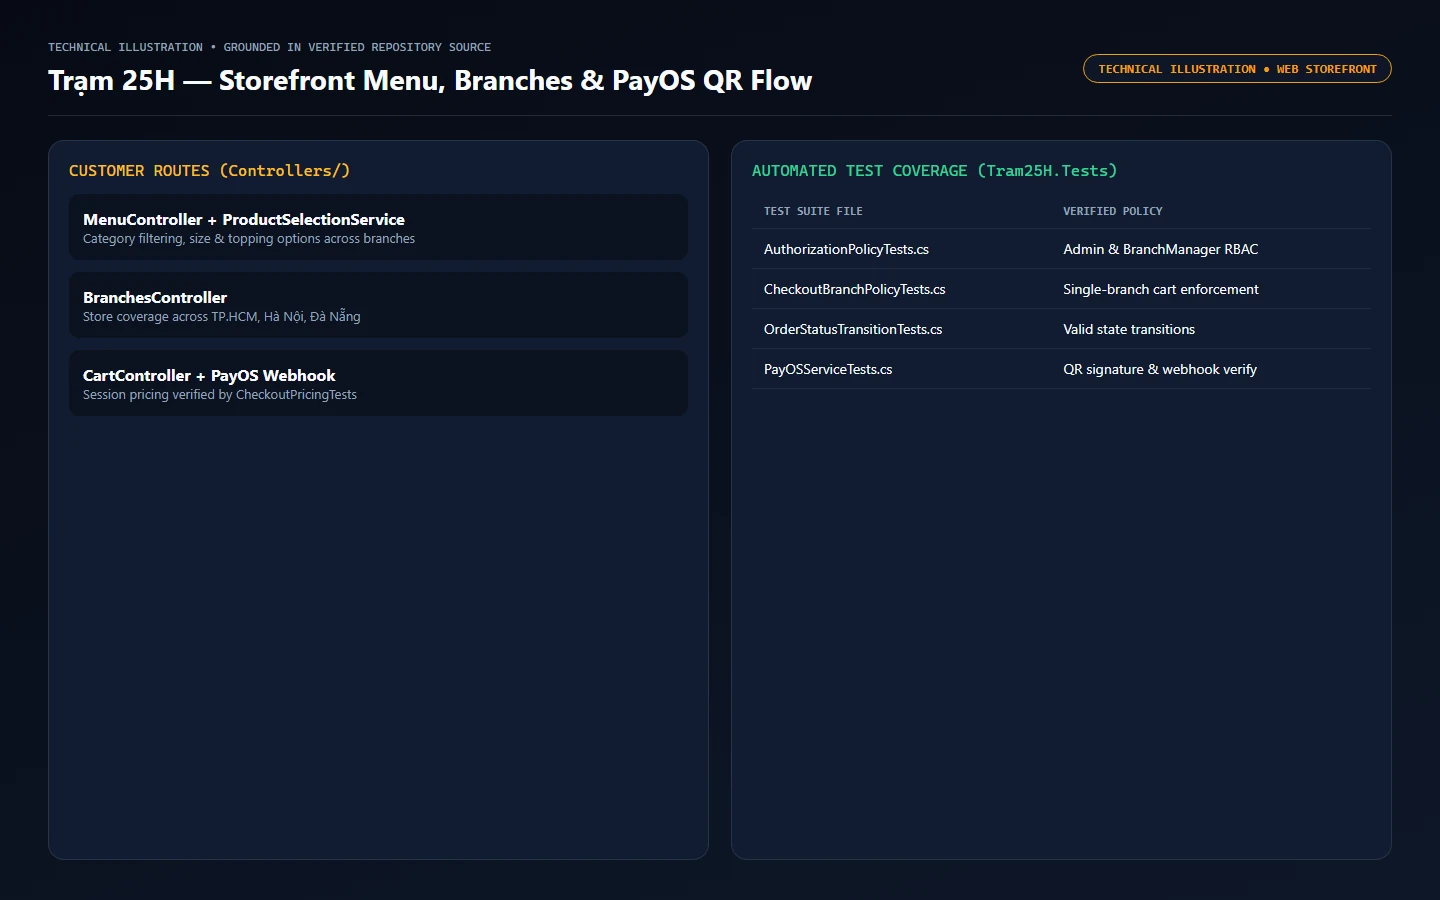 TECHNICAL ILLUSTRATION • GROUNDED IN VERIFIED REPOSITORY SOURCE
Trạm 25H — Storefront Menu, Branches & PayOS QR Flow
TECHNICAL ILLUSTRATION • WEB STOREFRONT
CUSTOMER ROUTES (Controllers/)
MenuController + ProductSelectionService
Category filtering, size & topping options across branches
BranchesController
Store coverage across TP.HCM, Hà Nội, Đà Nẵng
CartController + PayOS Webhook
Session pricing verified by CheckoutPricingTests
AUTOMATED TEST COVERAGE (Tram25H.Tests)
TEST SUITE FILE VERIFIED POLICY
AuthorizationPolicyTests.cs Admin & BranchManager RBAC
CheckoutBranchPolicyTests.cs Single-branch cart enforcement
OrderStatusTransitionTests.cs Valid state transitions
PayOSServiceTests.cs QR signature & webhook verify